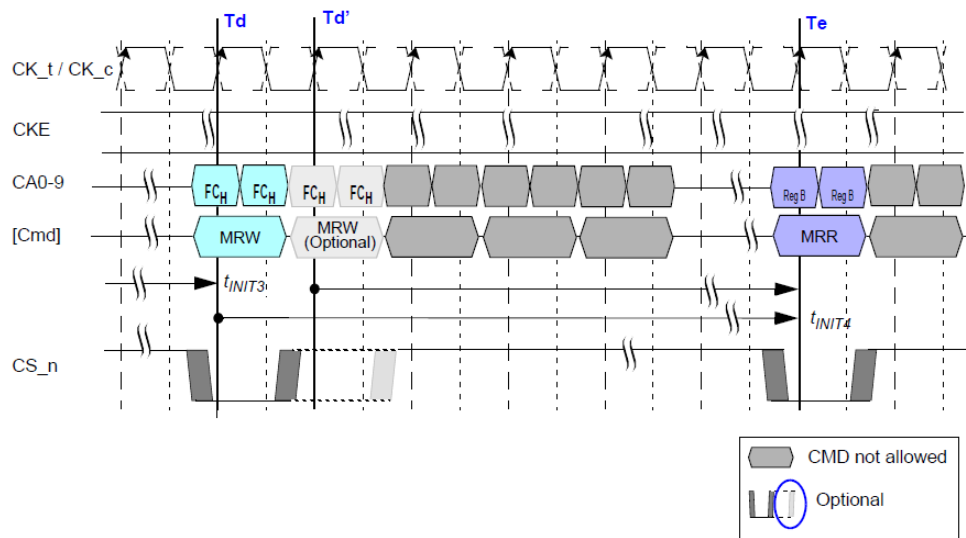 Td Td’ Te
CK_t / CK_c
CKE
CA0-9 FCH FCH FCH FCH Reg B Reg B
[Cmd] MRW MRW (Optional) MRR
tINIT3
tINIT4
CS_n
CMD not allowed
Optional